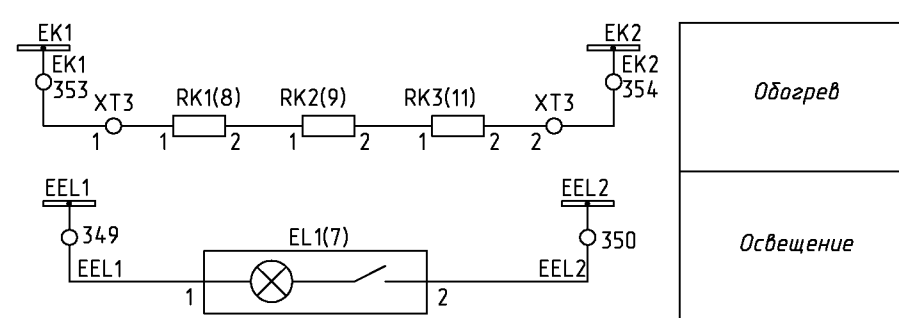 EK1 EK2
EK1 EK2
353 354
XT3 RK1(8) RK2(9) RK3(11) XT3
Обогрев
1 1 2 1 2 1 2 2
EEL1 EEL2
349 EL1(7) 350
Освещение
EEL1 EEL2
1 2